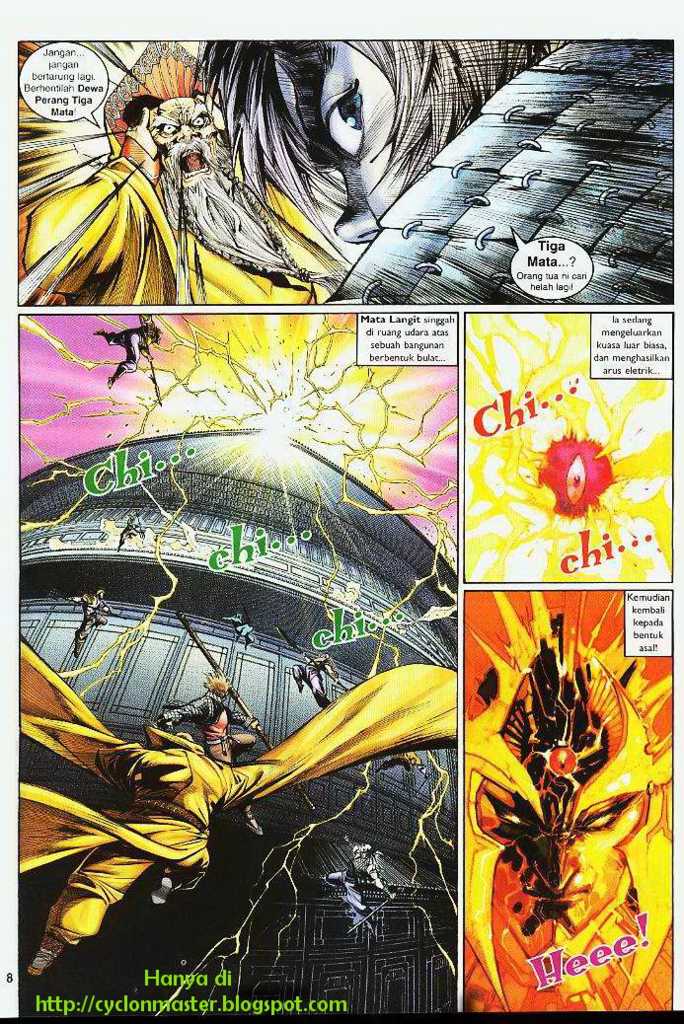 Jangan...
jangan
bertarung lagi.
Berhentilah Dewa
Perang Tiga
Mata!
Tiga
Mata...?
Orang tua ni cari
helah lagi!
Mata Langit singgah
di ruang udara atas
sebuah bangunan
berbentuk bulat...
Chi...
chi...
chi...
Ia sedang
mengeluarkan
kuasa luar biasa,
dan menghasilkan
arus eletrik...
Chi...
chi...
Kemudian
kembali
kepada
bentuk
asal!
Heee!
8
Hanya di
http://cyclonmaster.blogspot.com